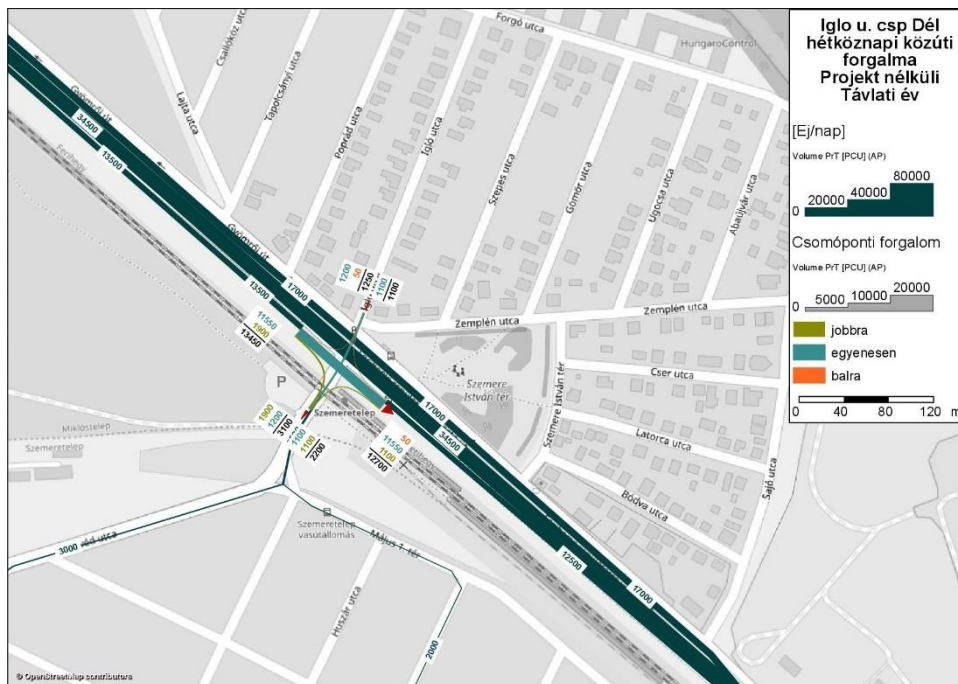 Iglo u. csp Dél
hétköznapi közúti
forgalma
Projekt nélküli
Távlati év
[Ej/nap]
Volume PrT [PCU] (AP)
80000
40000
20000
0
Csomóponti forgalom
Volume PrT [PCU] (AP)
20000
10000
5000
0
jobbra
egyenesen
balra
0 40 80 120 m
Forgó utca
HungaroControl
Csallóköz utca
Tapolcsányi utca
Lajta utca
Poprád utca
Igló utca
Szepes utca
Gömör utca
Ugocsa utca
Abaújvár utca
Gyömrői út
34500
13500
Ferihegy
Gyömrői út
13500
17000
1200
50
1250
1100
1100
Zemplén utca
Zemplén utca
11550
1900
13450
Cser utca
Szemere
István tér
Szemere István tér
P
Szemeretelep
1900
1200
3100
1100
1100
2200
50
11550
1100
12700
17000
34500
Latorca utca
Bódva utca
Sajó utca
Miklóstelep
Szemeretelep
Szemeretelep
vasútállomás
Május 1. tér
3000
Huszár utca
2000
12500
17000
© OpenStreetMap contributors